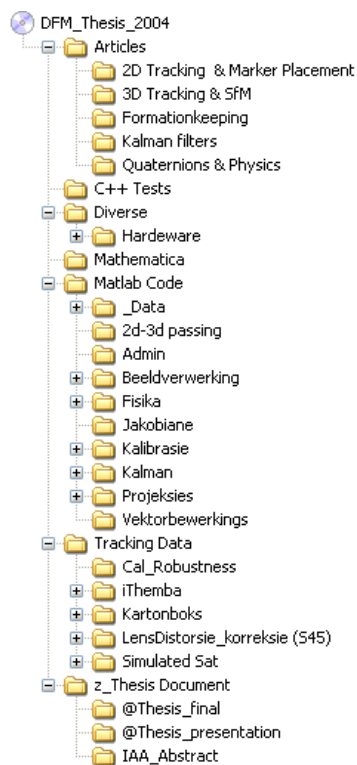 DFM_Thesis_2004
Articles
2D Tracking & Marker Placement
3D Tracking & SfM
Formationkeeping
Kalman filters
Quaternions & Physics
C++ Tests
Diverse
Hardeware
Mathematica
Matlab Code
_Data
2d-3d passing
Admin
Beeldverwerking
Fisika
Jakobiane
Kalibrasie
Kalman
Projeksies
Vektorbewerkings
Tracking Data
Cal_Robustness
iThemba
Kartonboks
LensDistorsie_korreksie (S45)
Simulated Sat
z_Thesis Document
@Thesis_final
@Thesis_presentation
IAA_Abstract